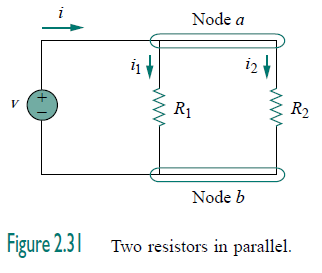 i
Node a
i1
i2
v
+
−
R1
R2
Node b
Figure 2.31 Two resistors in parallel.